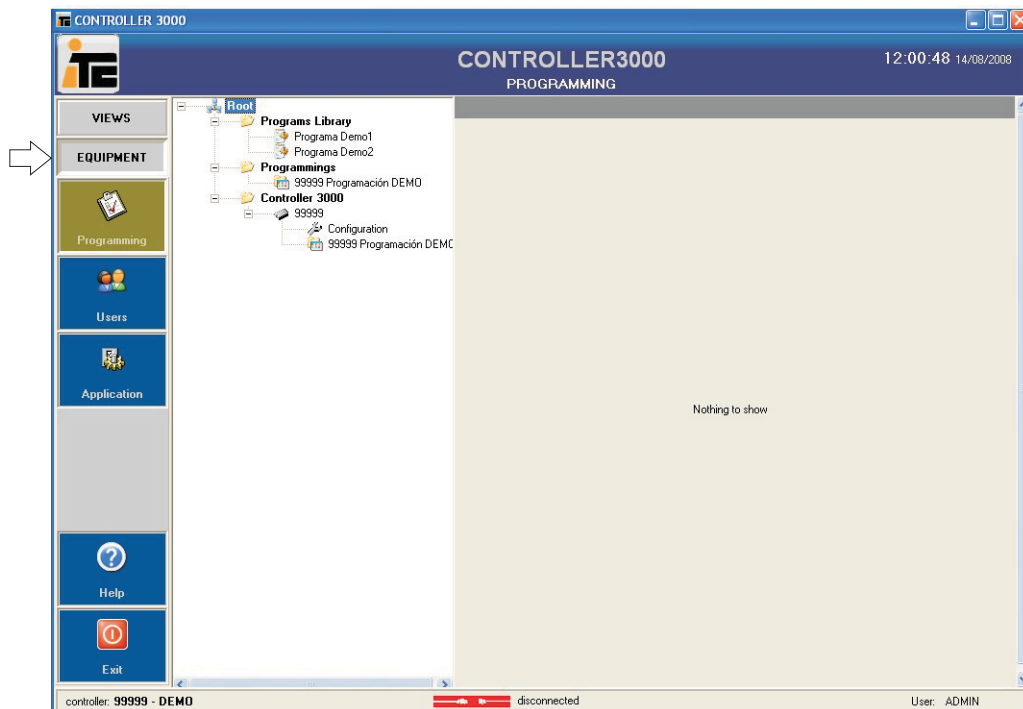 CONTROLLER 3000
iTC
CONTROLLER3000
12:00:48 14/08/2008
PROGRAMMING
VIEWS
EQUIPMENT
Programming
Users
Application
Help
Exit
Root
Programs Library
Programa Demo1
Programa Demo2
Programmings
99999 Programación DEMO
Controller 3000
99999
Configuration
99999 Programación DEMO
Nothing to show
controller: 99999 - DEMO
disconnected
User: ADMIN